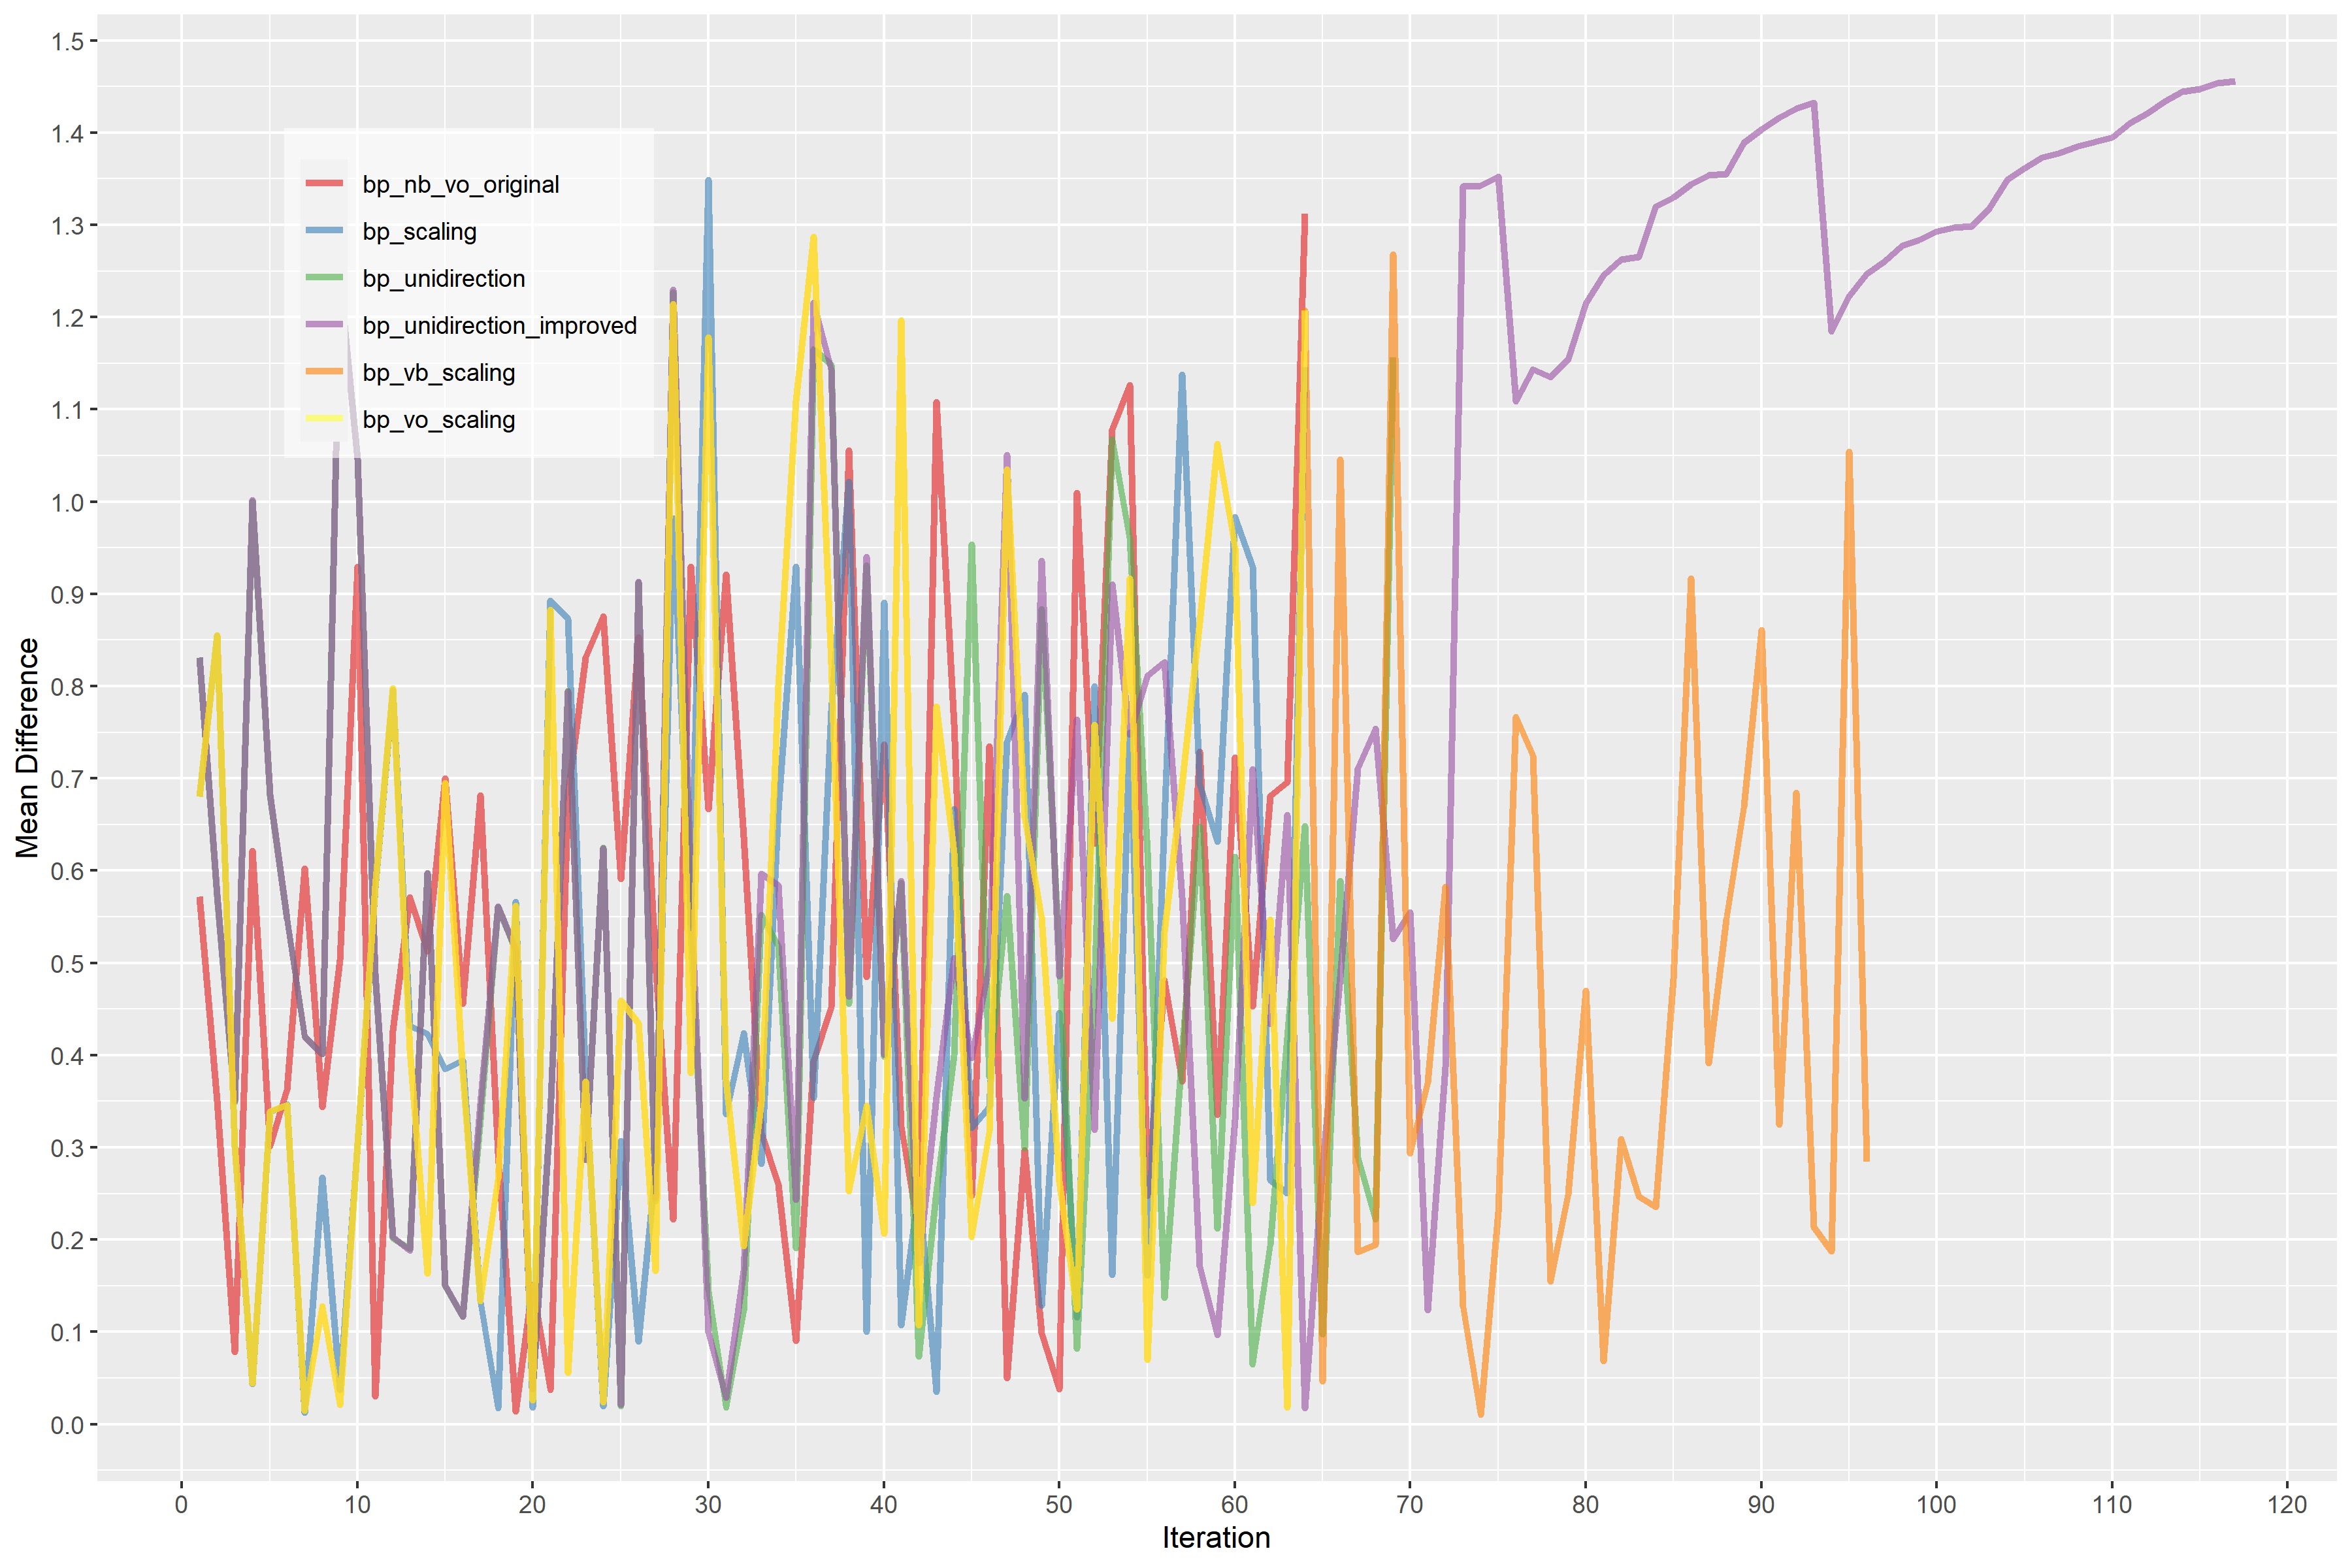 1.5
1.4
1.3
1.2
1.1
1.0
0.9
0.8
0.7
0.6
0.5
0.4
0.3
0.2
0.1
0.0
Mean Difference
bp_nb_vo_original
bp_scaling
bp_unidirection
bp_unidirection_improved
bp_vb_scaling
bp_vo_scaling
0 10 20 30 40 50 60 70 80 90 100 110 120
Iteration